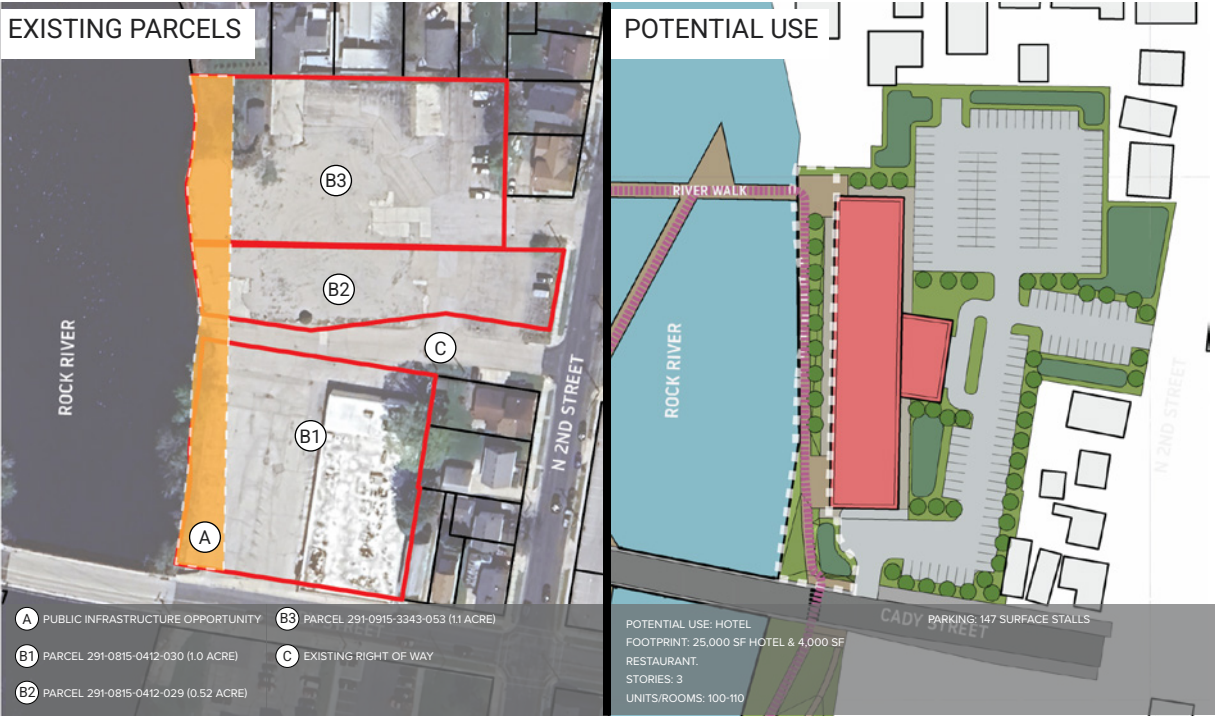 EXISTING PARCELS
B3
B2
C
B1
A
ROCK RIVER
N 2ND STREET
A PUBLIC INFRASTRUCTURE OPPORTUNITY
B1 PARCEL 291-0815-0412-030 (1.0 ACRE)
B2 PARCEL 291-0815-0412-029 (0.52 ACRE)
B3 PARCEL 291-0915-3343-053 (1.1 ACRE)
C EXISTING RIGHT OF WAY
STREET
POTENTIAL USE
RIVER WALK
ROCK RIVER
N 2ND STREET
CADY STREET
POTENTIAL USE: HOTEL
FOOTPRINT: 25,000 SF HOTEL & 4,000 SF
RESTAURANT.
STORIES: 3
UNITS/ROOMS: 100-110
PARKING: 147 SURFACE STALLS